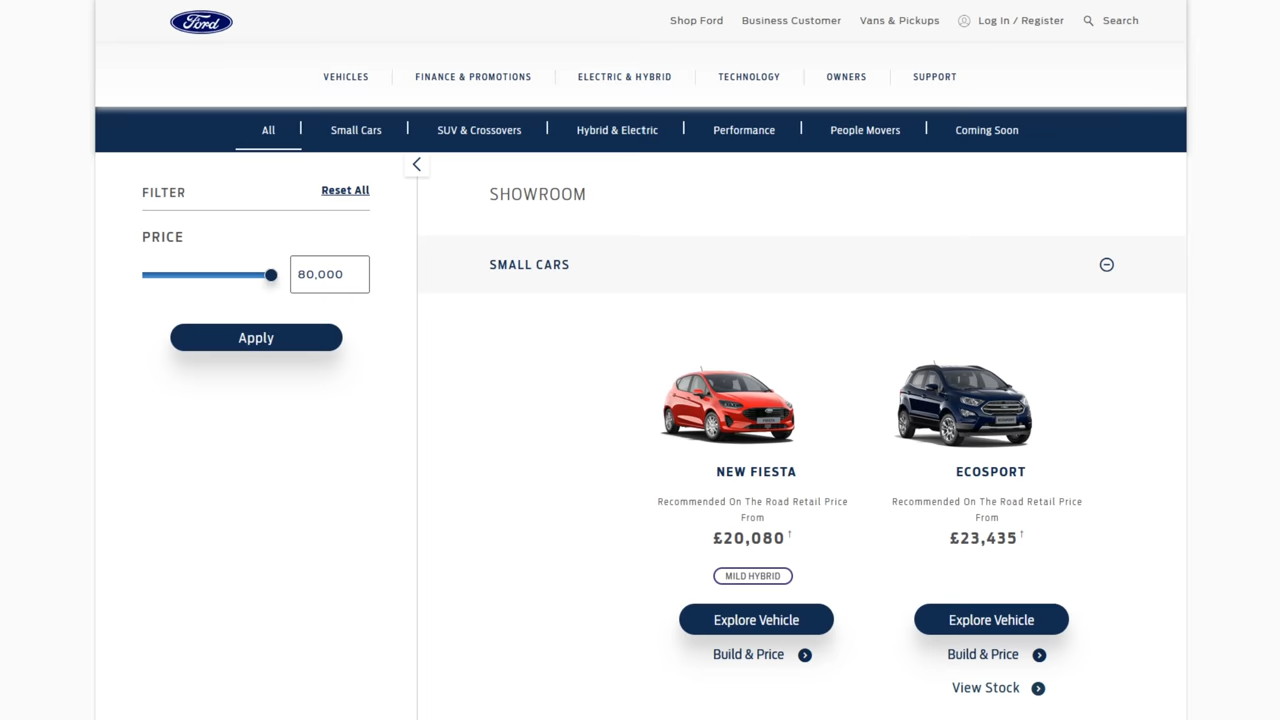 Ford
Shop Ford Business Customer Vans & Pickups Log In / Register Search
VEHICLES FINANCE & PROMOTIONS ELECTRIC & HYBRID TECHNOLOGY OWNERS SUPPORT
All Small Cars SUV & Crossovers Hybrid & Electric Performance People Movers Coming Soon
FILTER Reset All
PRICE
80,000
Apply
SHOWROOM
SMALL CARS
NEW FIESTA
Recommended On The Road Retail Price
From
£20,080†
MILD HYBRID
Explore Vehicle
Build & Price
ECOSPORT
Recommended On The Road Retail Price
From
£23,435†
Explore Vehicle
Build & Price
View Stock